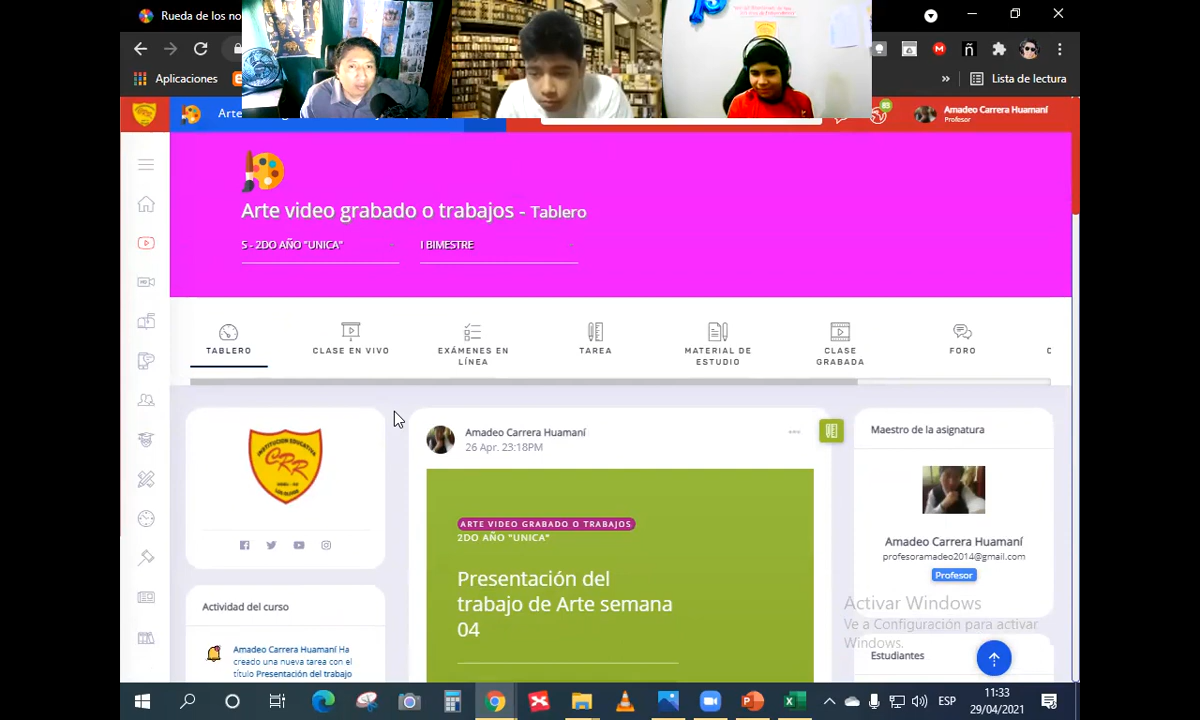 Rueda de los no
Aplicaciones
»
Lista de lectura
ñ
Arte
83
Amadeo Carrera Huamaní
Profesor
Arte video grabado o trabajos - Tablero
S - 2DO AÑO "UNICA"
I BIMESTRE
TABLERO
CLASE EN VIVO
EXÁMENES EN
LÍNEA
TAREA
MATERIAL DE
ESTUDIO
CLASE
GRABADA
FORO
C
INSTITUCION EDUCATIVA
CRR
Amadeo Carrera Huamaní
26 Apr. 23:18PM
ARTE VIDEO GRABADO O TRABAJOS
2DO AÑO "UNICA"
Presentación del
trabajo de Arte semana
04
Maestro de la asignatura
Amadeo Carrera Huamaní
profesoramadeo2014@gmail.com
Profesor
Estudiantes
Actividad del curso
Amadeo Carrera Huamaní Ha
creado una nueva tarea con el
título Presentación del trabajo
Activar Windows
Ve a Configuración para activar
Windows.
ESP
11:33
29/04/2021